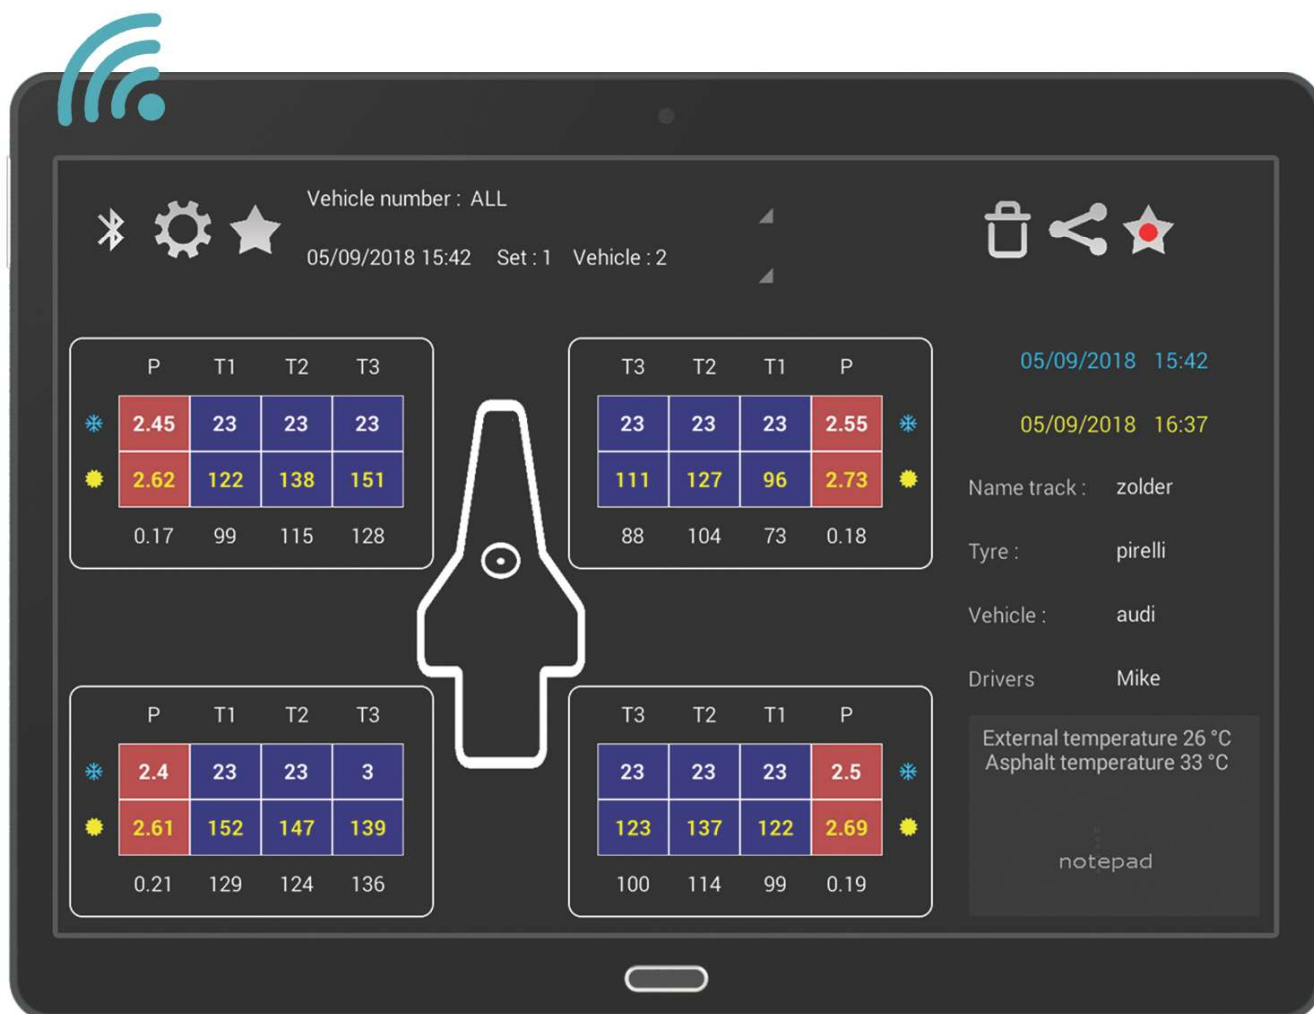 Vehicle number : ALL
05/09/2018 15:42 Set : 1 Vehicle : 2
P T1 T2 T3
2.45 23 23 23
2.62 122 138 151
0.17 99 115 128
T3 T2 T1 P
23 23 23 2.55
111 127 96 2.73
88 104 73 0.18
P T1 T2 T3
2.4 23 23 3
2.61 152 147 139
0.21 129 124 136
T3 T2 T1 P
23 23 23 2.5
123 137 122 2.69
100 114 99 0.19
05/09/2018 15:42
05/09/2018 16:37
Name track : zolder
Tyre : pirelli
Vehicle : audi
Drivers Mike
External temperature 26 °C
Asphalt temperature 33 °C
notepad